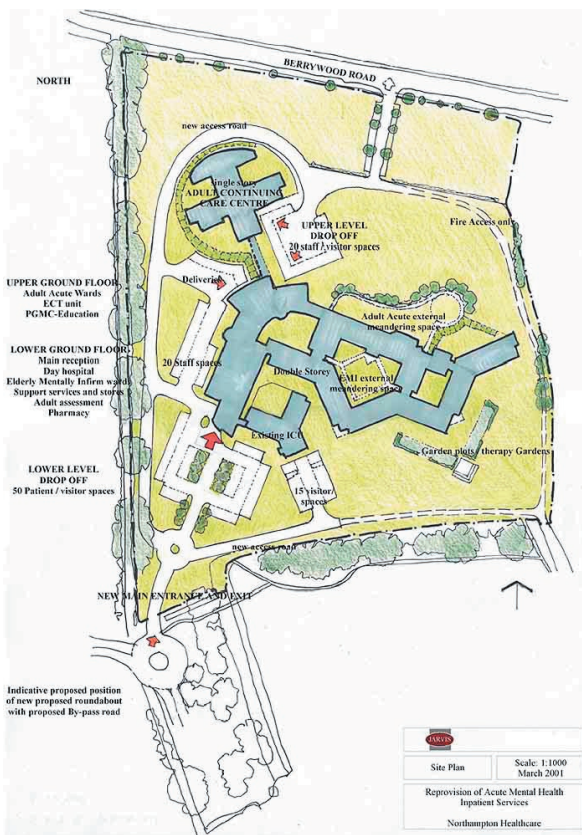 BERRYWOOD ROAD
NORTH
new access road
single story
ADULT CONTINUING
CARE CENTRE
UPPER LEVEL
DROP OFF
20 staff / visitor spaces
Fire Access only
Deliveries
UPPER GROUND FLOOR
Adult Acute Wards
ECT unit
PGMC-Education
Adult Acute external
meandering space
LOWER GROUND FLOOR
Main reception
Day hospital
Elderly Mentally Infirm wards
Support services and stores
Adult assessment
Pharmacy
20 Staff spaces
Double Storey
EMI external
meandering space
Existing ICU
Garden plots / therapy Gardens
LOWER LEVEL
DROP OFF
50 Patient / visitor spaces
15 visitor
spaces
new access road
NEW MAIN ENTRANCE AND EXIT
Indicative proposed position
of new proposed roundabout
with proposed By-pass road
JARVIS
Site Plan
Scale: 1:1000
March 2001
Reprovision of Acute Mental Health
Inpatient Services
Northampton Healthcare